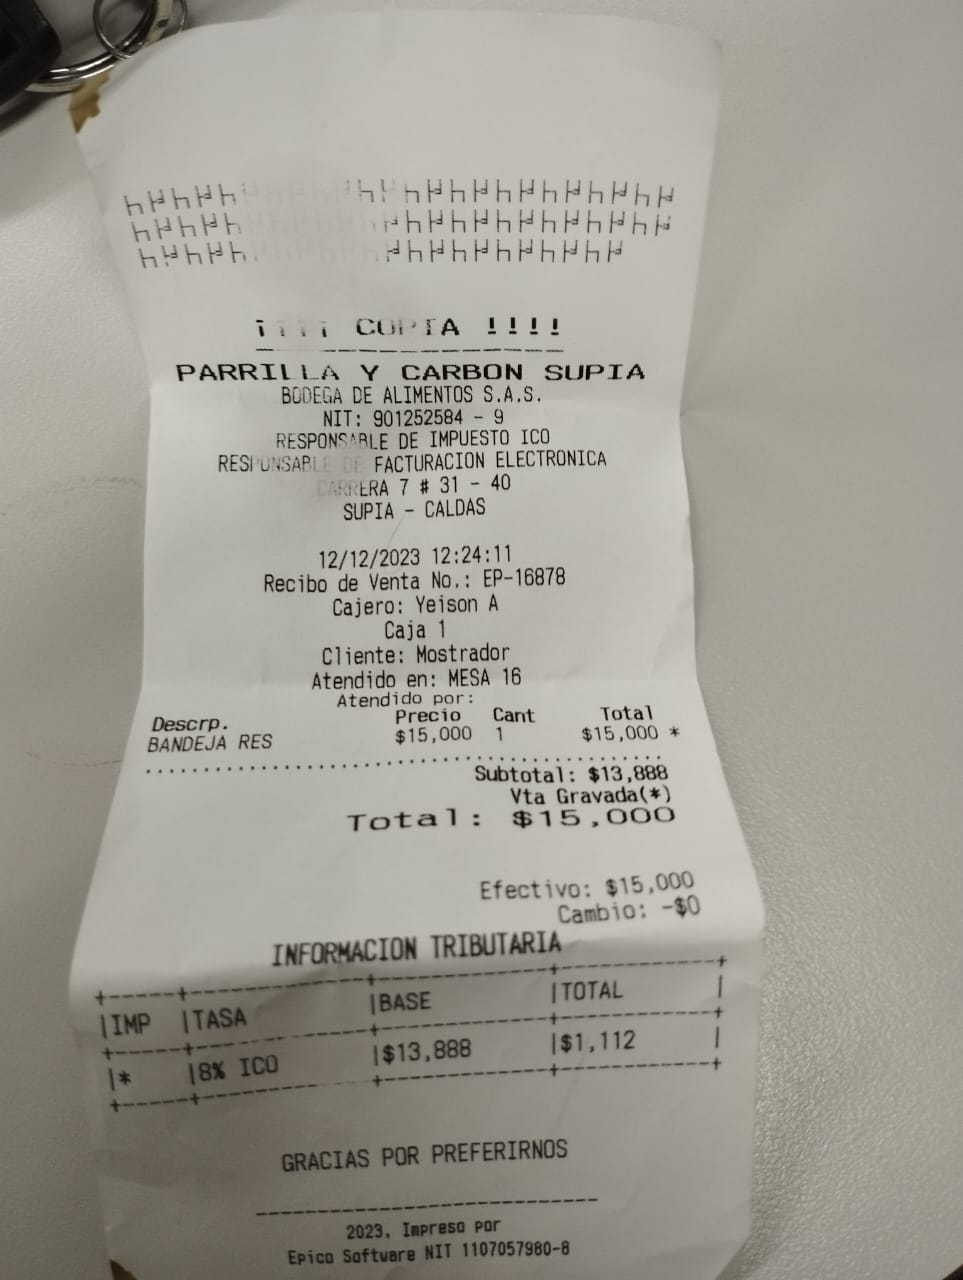 ¡¡¡¡ COPIA !!!!
PARRILLA Y CARBON SUPIA
BODEGA DE ALIMENTOS S.A.S.
NIT: 901252584 - 9
RESPONSABLE DE IMPUESTO ICO
RESPONSABLE DE FACTURACION ELECTRONICA
CARRERA 7 # 31 - 40
SUPIA - CALDAS
12/12/2023 12:24:11
Recibo de Venta No.: EP-16878
Cajero: Yeison A
Caja 1
Cliente: Mostrador
Atendido en: MESA 16
Atendido por:
Descrp. Precio Cant Total
BANDEJA RES $15,000 1 $15,000 *
Subtotal: $13,888
Vta Gravada(*)
Total: $15,000
Efectivo: $15,000
Cambio: -$0
INFORMACION TRIBUTARIA
|IMP |TASA |BASE |TOTAL |
|* |8% ICO |$13,888 |$1,112 |
GRACIAS POR PREFERIRNOS
2023. Impreso por
Epico Software NIT 1107057980-8